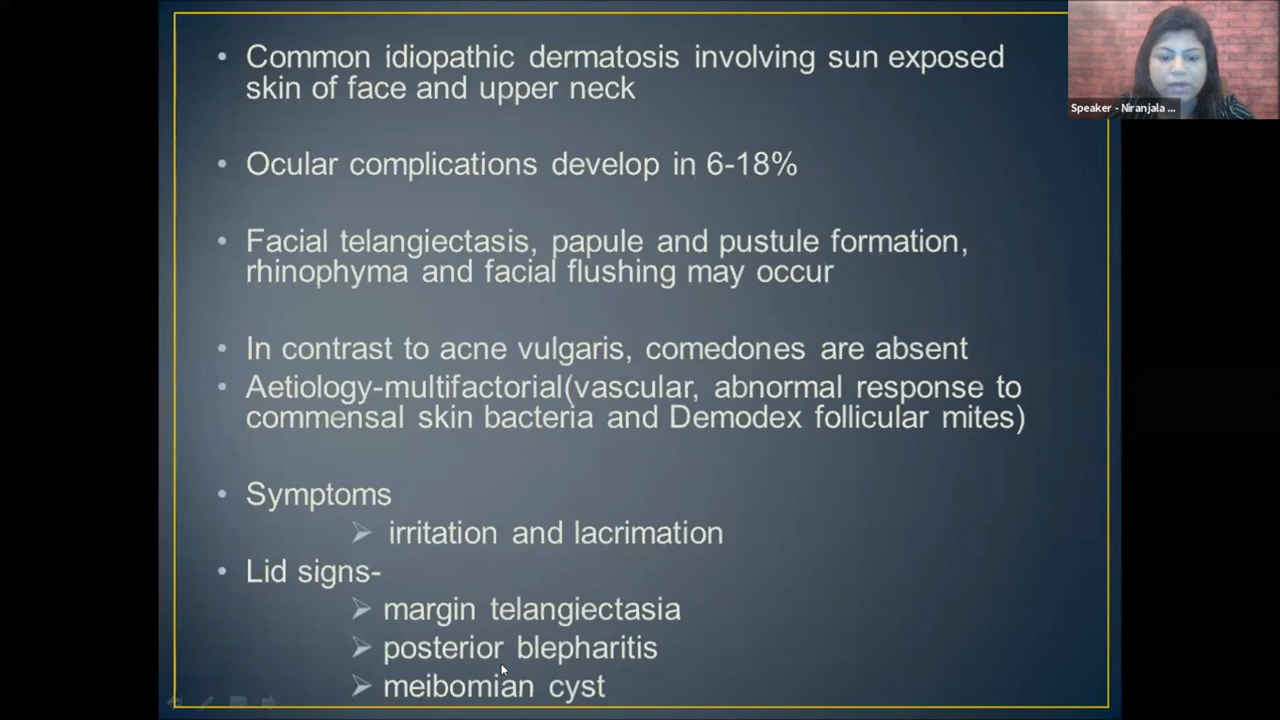 • Common idiopathic dermatosis involving sun exposed
skin of face and upper neck
• Ocular complications develop in 6-18%
• Facial telangiectasis, papule and pustule formation,
rhinophyma and facial flushing may occur
• In contrast to acne vulgaris, comedones are absent
• Aetiology-multifactorial(vascular, abnormal response to
commensal skin bacteria and Demodex follicular mites)
• Symptoms
➢ irritation and lacrimation
• Lid signs-
➢ margin telangiectasia
➢ posterior blepharitis
➢ meibomian cyst
Speaker - Niranjala ...